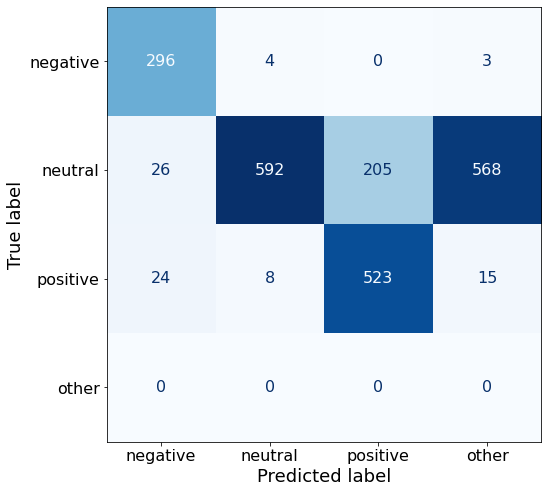 negative 296 4 0 3
neutral 26 592 205 568
positive 24 8 523 15
other 0 0 0 0
negative neutral positive other
Predicted label
True label